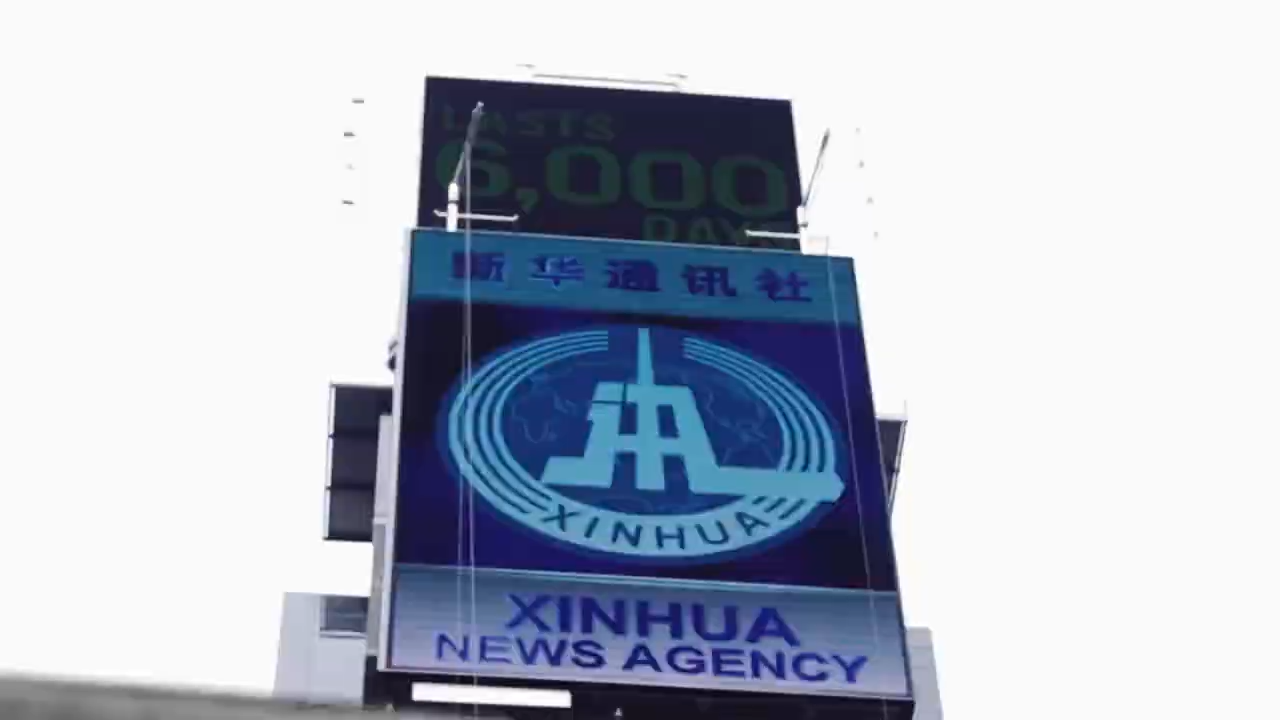 LASTS
6,000
DAYS
新华通讯社
XINHUA
XINHUA
NEWS AGENCY